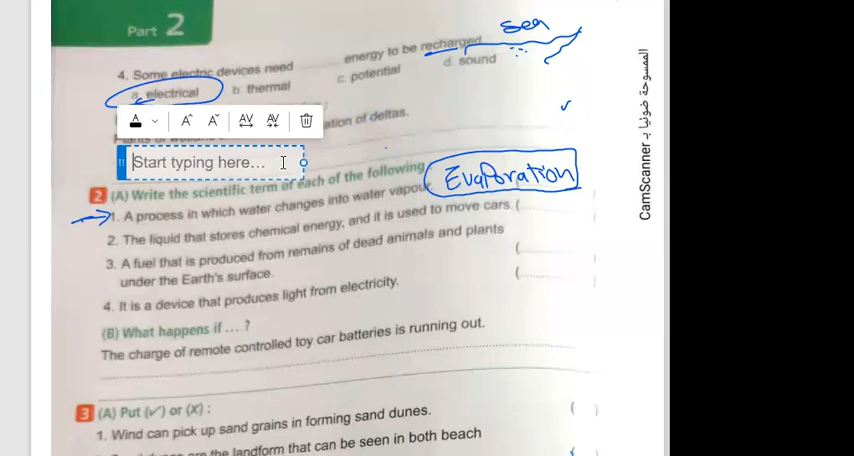 Part 2
sea
4. Some electric devices need ______ energy to be recharged.
a. electrical b. thermal c. potential d. sound
ation of deltas.
Start typing here...
2 (A) Write the scientific term of each of the following
Evaporation
1. A process in which water changes into water vapour
2. The liquid that stores chemical energy, and it is used to move cars. (
3. A fuel that is produced from remains of dead animals and plants
under the Earth's surface. (
4. It is a device that produces light from electricity. (
(B) What happens if ... ?
The charge of remote controlled toy car batteries is running out.
3 (A) Put (✓) or (X) :
1. Wind can pick up sand grains in forming sand dunes. ( )
are the landform that can be seen in both beach
الممسوحة ضوئيا بـ CamScanner